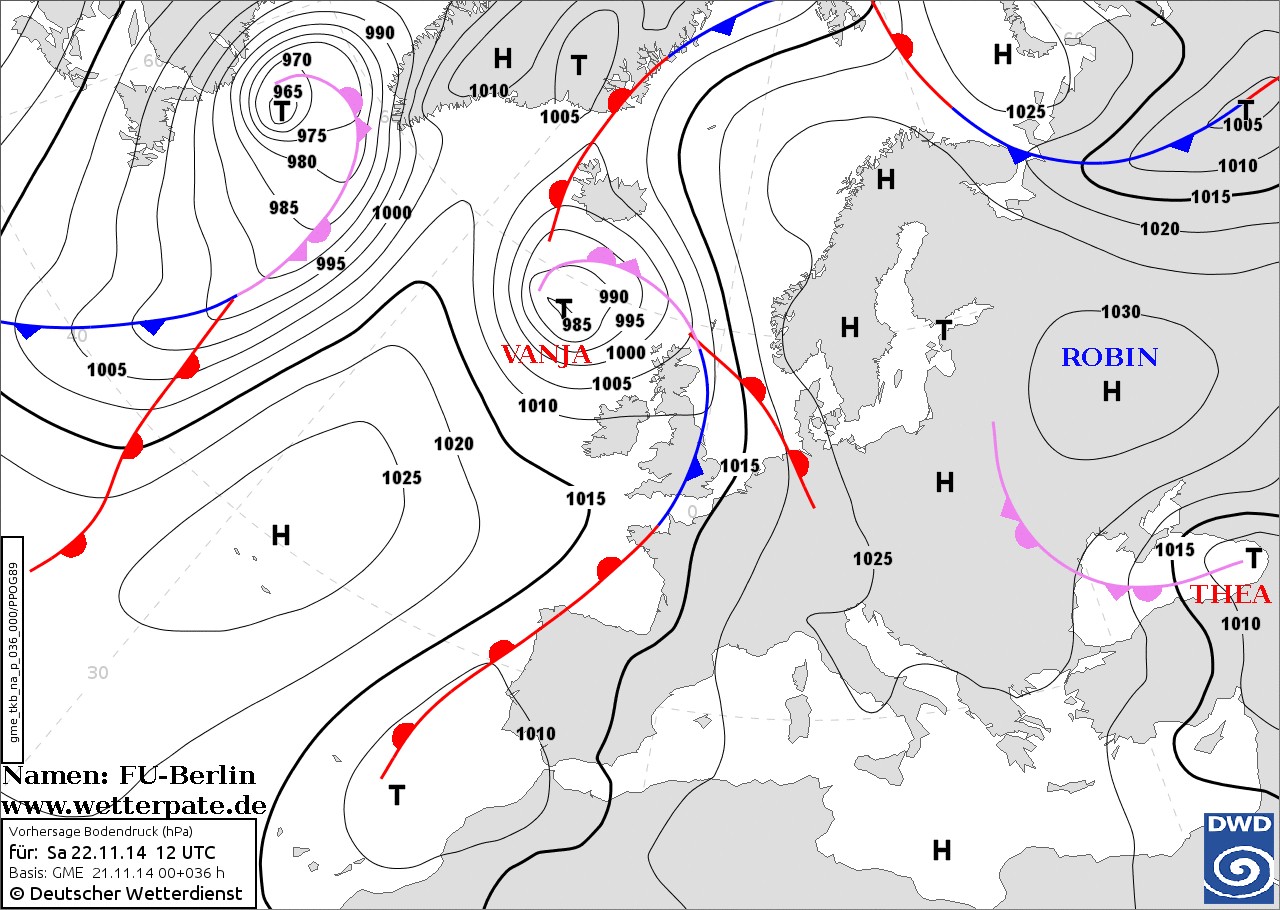 990
60
970
H
T
H
965
T
1010
1005
1025
T
1005
975
980
1010
H
985
1000
1015
1020
995
990
T
985
995
H
T
1030
40
VANJA
1000
ROBIN
1005
1005
H
1010
1020
1025
1015
1015
H
0
H
1025
1015
T
THEA
1010
gme_tkb_na_p_036_000/PPOG89
30
1010
T
H
Namen: FU-Berlin
www.wetterpate.de
Vorhersage Bodendruck (hPa)
für: Sa 22.11.14 12 UTC
Basis: GME 21.11.14 00+036 h
© Deutscher Wetterdienst
DWD